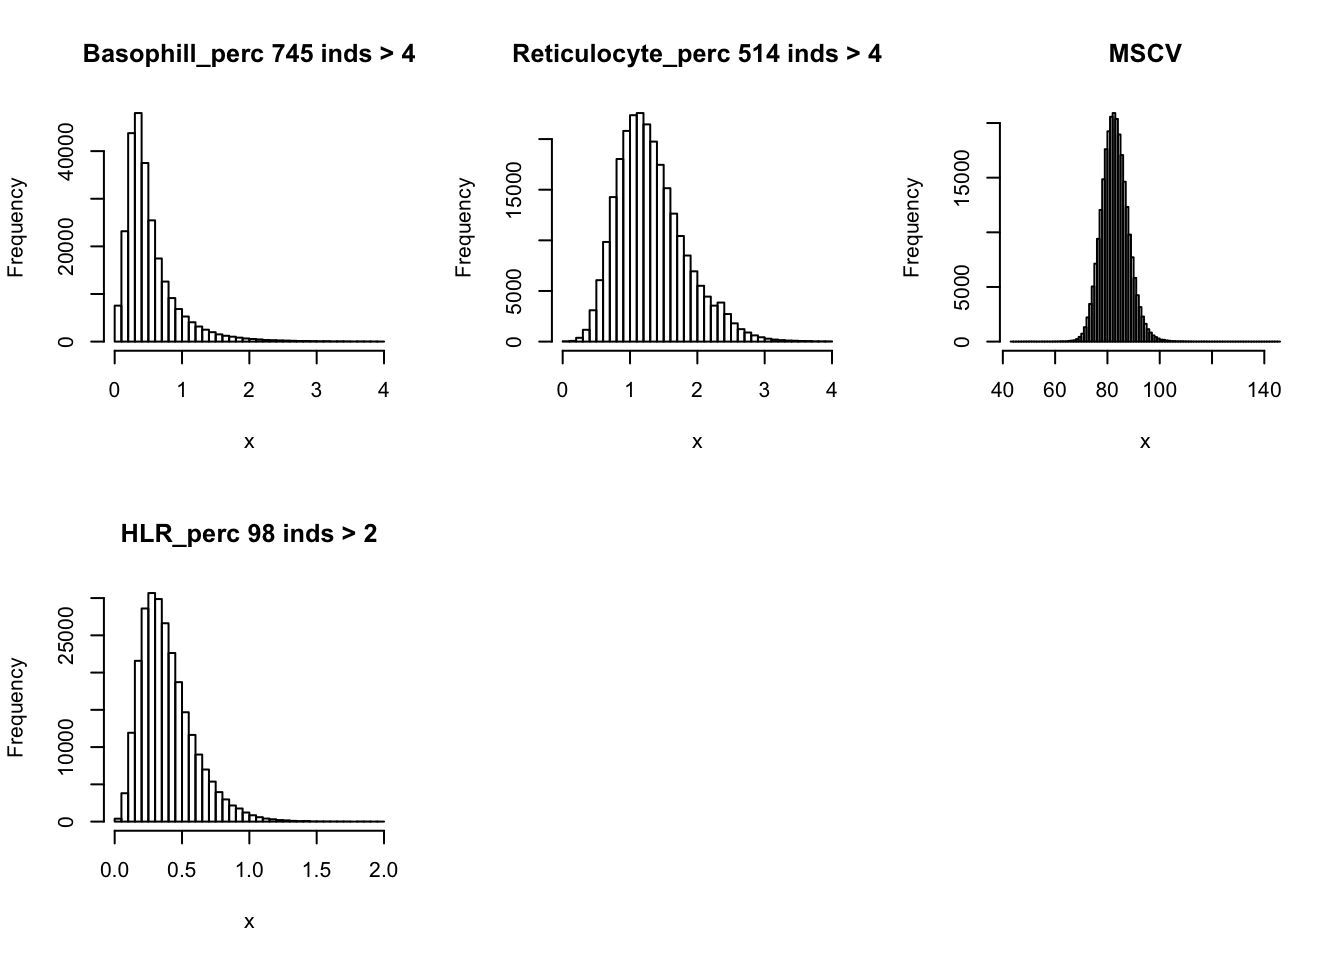 Basophill_perc 745 inds > 4
Frequency
40000
20000
0
0 1 2 3 4
x
Reticulocyte_perc 514 inds > 4
Frequency
15000
5000
0
0 1 2 3 4
x
MSCV
Frequency
15000
5000
0
40 60 80 100 140
x
HLR_perc 98 inds > 2
Frequency
25000
10000
0
0.0 0.5 1.0 1.5 2.0
x